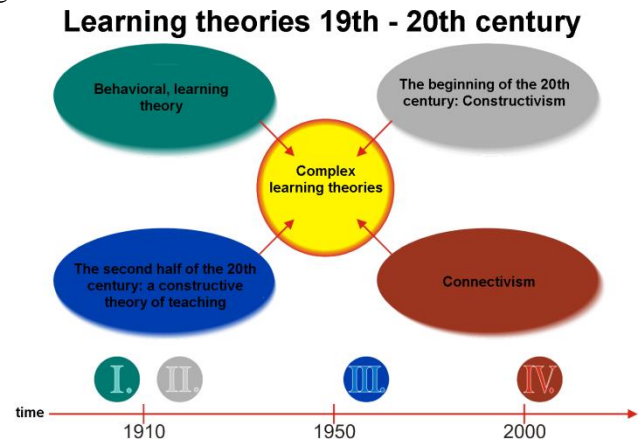 Learning theories 19th - 20th century
Behavioral, learning
theory
The beginning of the 20th
century: Constructivism
Complex
learning theories
The second half of the 20th
century: a constructive
theory of teaching
Connectivism
I.
II.
III.
IV.
time
1910
1950
2000